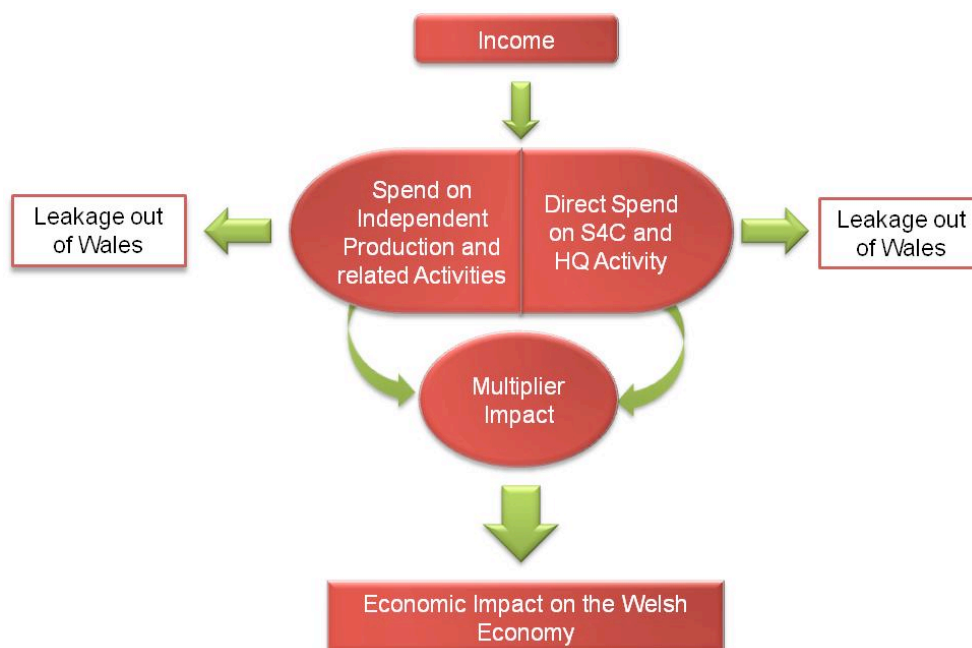 Income
Spend on
Independent
Production and
related Activities
Direct Spend
on S4C and
HQ Activity
Leakage out
of Wales
Leakage out
of Wales
Multiplier
Impact
Economic Impact on the Welsh
Economy